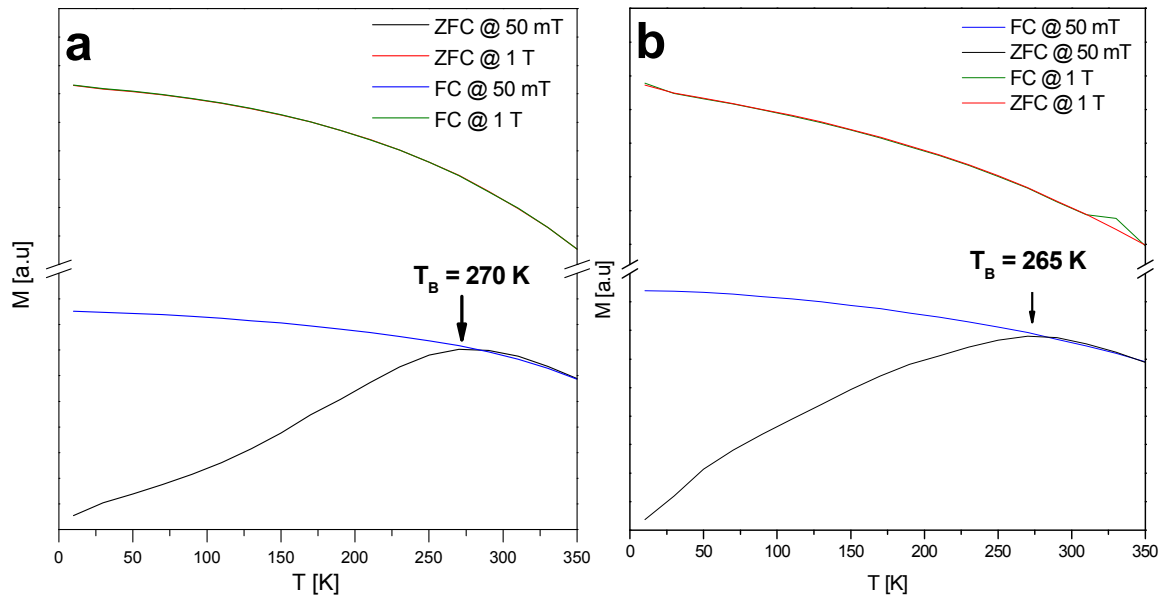 a
ZFC @ 50 mT
ZFC @ 1 T
FC @ 50 mT
FC @ 1 T
M [a.u]
T_B = 270 K
0 50 100 150 200 250 300 350
T [K]
b
FC @ 50 mT
ZFC @ 50 mT
FC @ 1 T
ZFC @ 1 T
M [a.u]
T_B = 265 K
0 50 100 150 200 250 300 350
T [K]